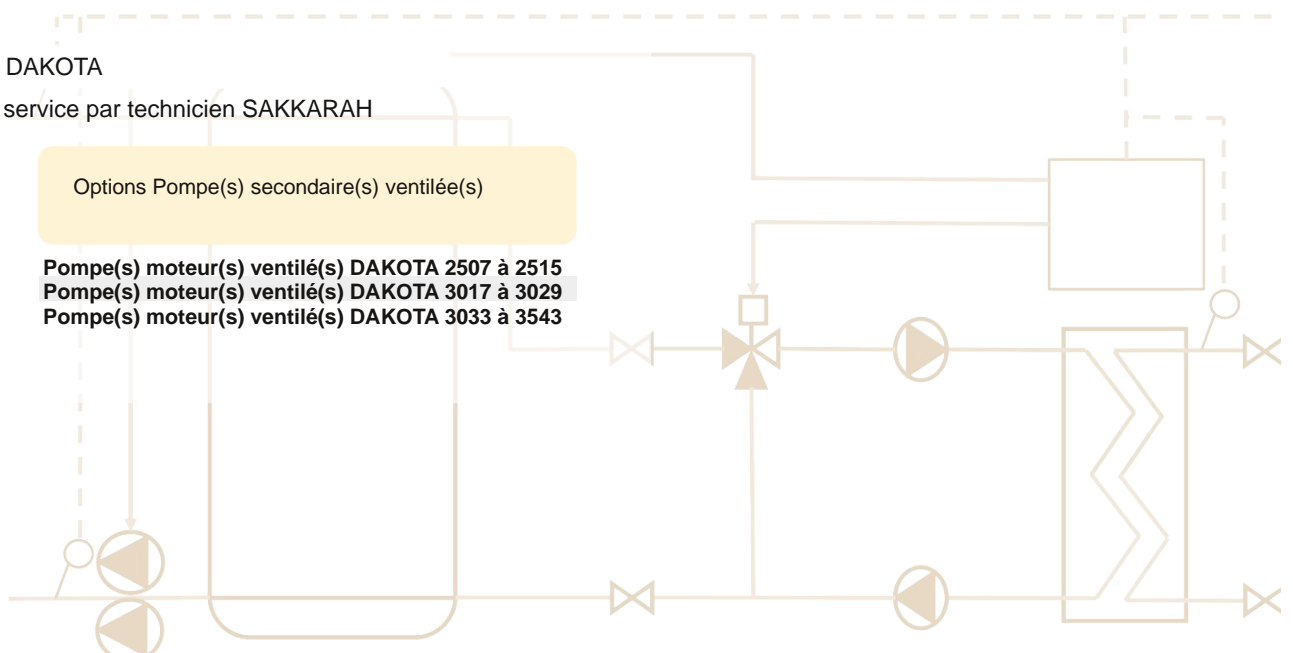 DAKOTA
service par technicien SAKKARAH
Options Pompe(s) secondaire(s) ventilée(s)
Pompe(s) moteur(s) ventilé(s) DAKOTA 2507 à 2515
Pompe(s) moteur(s) ventilé(s) DAKOTA 3017 à 3029
Pompe(s) moteur(s) ventilé(s) DAKOTA 3033 à 3543